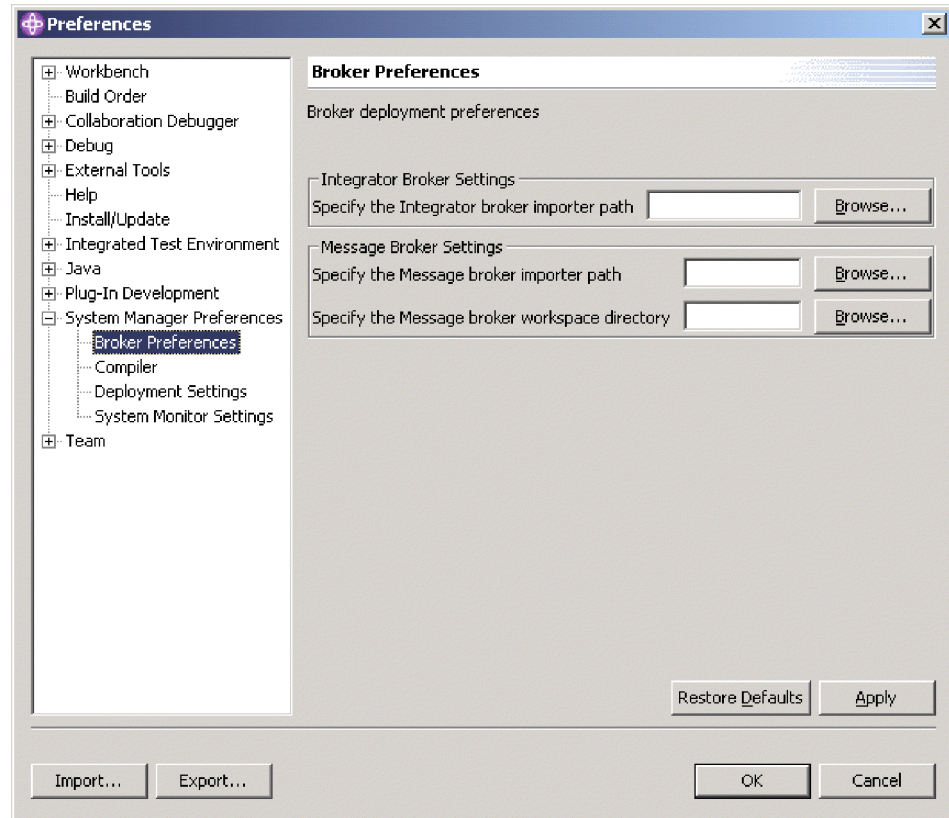 Preferences
Workbench
Build Order
Collaboration Debugger
Debug
External Tools
Help
Install/Update
Integrated Test Environment
Java
Plug-In Development
System Manager Preferences
Broker Preferences
Compiler
Deployment Settings
System Monitor Settings
Team
Broker Preferences
Broker deployment preferences
Integrator Broker Settings
Specify the Integrator broker importer path Browse...
Message Broker Settings
Specify the Message broker importer path Browse...
Specify the Message broker workspace directory Browse...
Restore Defaults Apply
Import... Export... OK Cancel